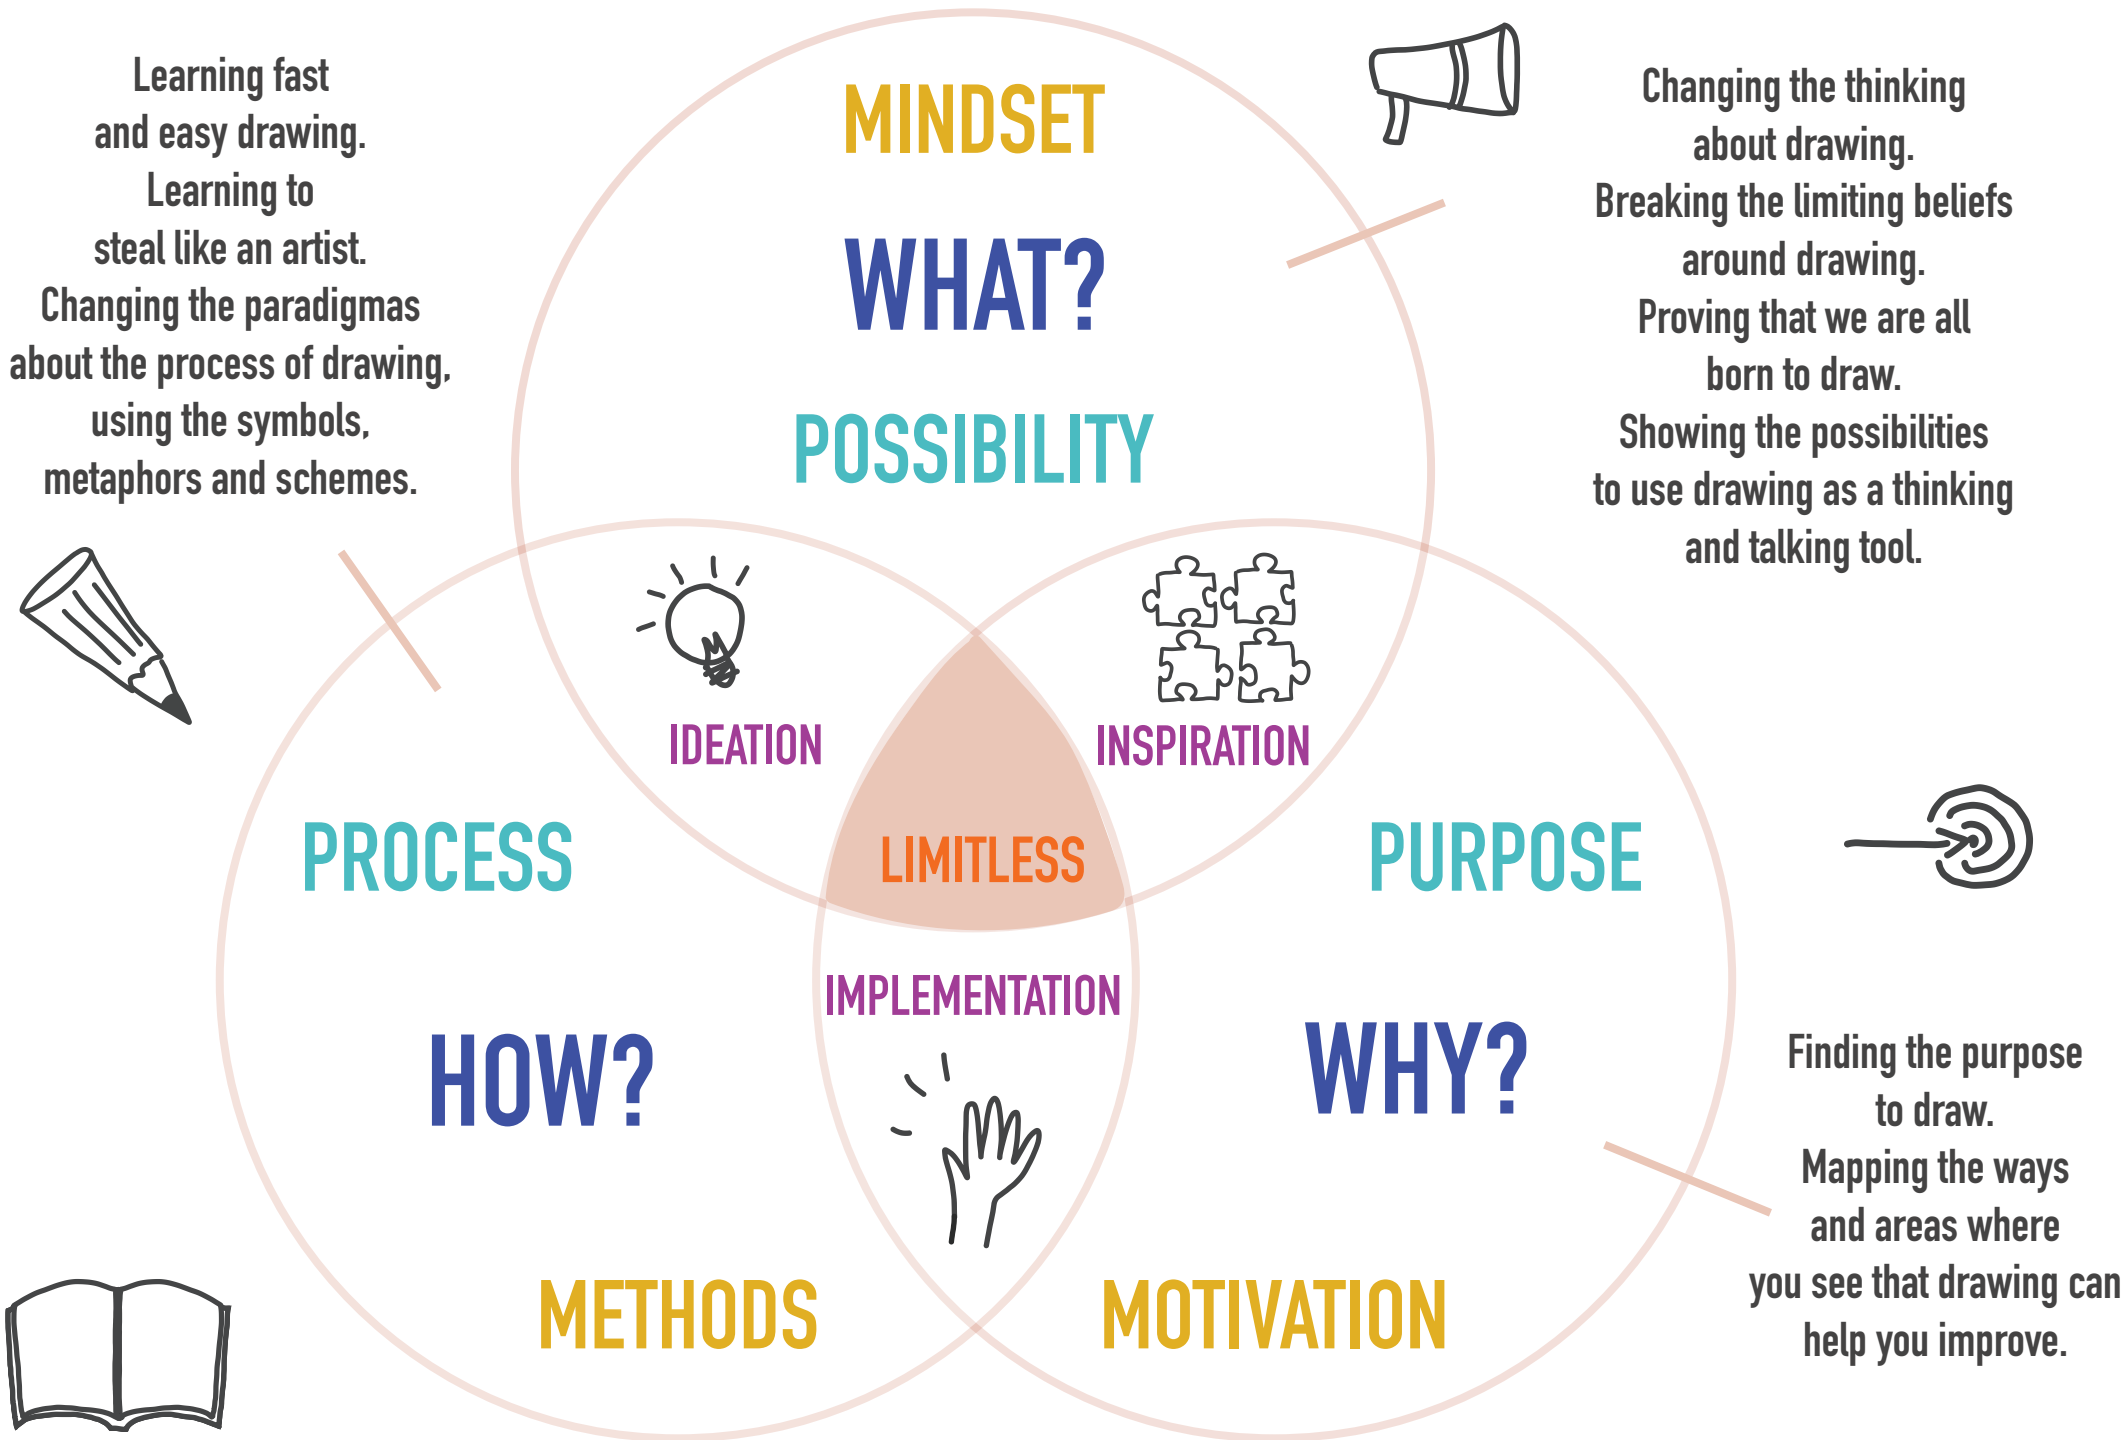 Learning fast
and easy drawing.
Learning to
steal like an artist.
Changing the paradigmas
about the process of drawing,
using the symbols,
metaphors and schemes.
MINDSET
WHAT?
POSSIBILITY
Changing the thinking
about drawing.
Breaking the limiting beliefs
around drawing.
Proving that we are all
born to draw.
Showing the possibilities
to use drawing as a thinking
and talking tool.
IDEATION
INSPIRATION
PROCESS
LIMITLESS
PURPOSE
IMPLEMENTATION
HOW?
WHY?
METHODS
MOTIVATION
Finding the purpose
to draw.
Mapping the ways
and areas where
you see that drawing can
help you improve.